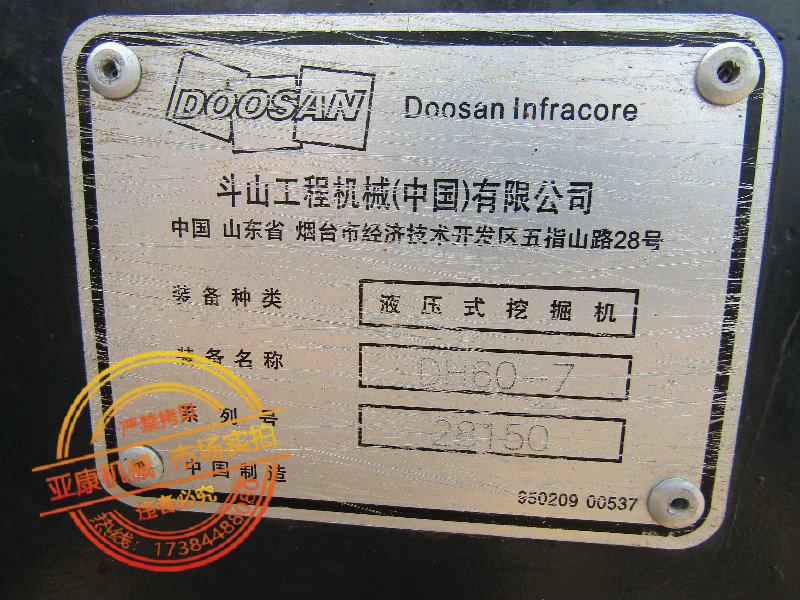 DOOSAN Doosan Infracore
斗山工程机械(中国)有限公司
中国 山东省 烟台市经济技术开发区五指山路28号
装备种类 液压式挖掘机
装备名称 DH60-7
系列号 28150
中国制造
950209 00537
严禁拷贝
亚康机械 市场实拍
违者必究
热线: 17384488080